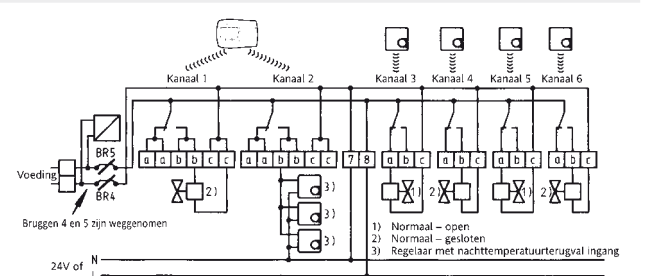 Kanaal 1 Kanaal 2 Kanaal 3 Kanaal 4 Kanaal 5 Kanaal 6
BR5
a a b b c c a a b b c c 7 8 a b c a b c a b c a b c
Voeding
BR4
2) 3) 1) 2) 1) 2)
3)
3)
Bruggen 4 en 5 zijn weggenomen
1) Normaal – open
2) Normaal – gesloten
3) Regelaar met nachttemperatuurterugval ingang
24V of N
L